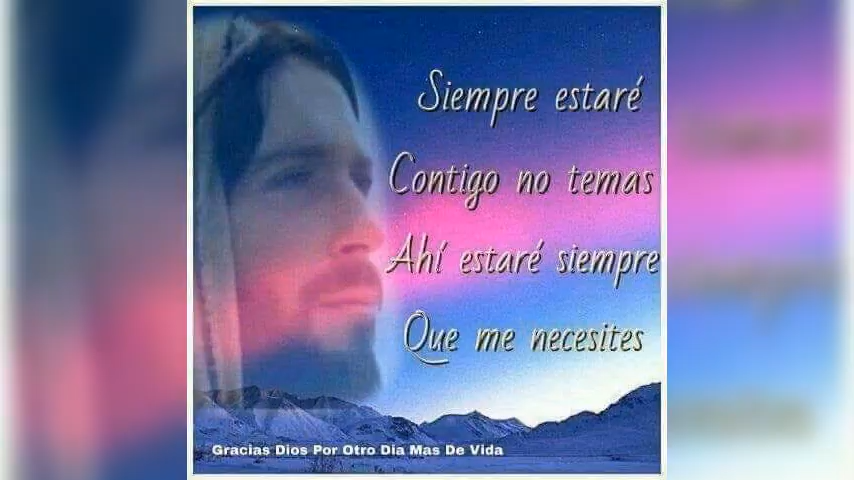 Siempre estaré
Contigo no temas
Ahí estaré siempre
Que me necesites
Gracias Dios Por Otro Dia Mas De Vida